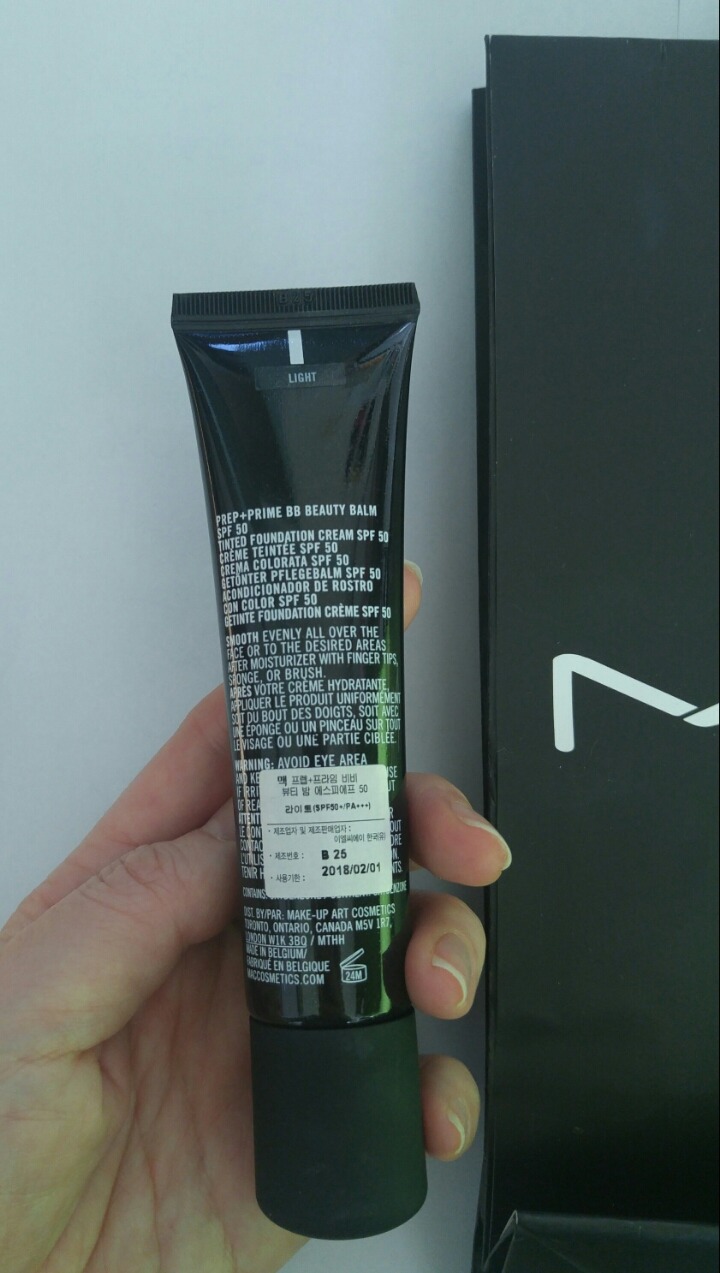 LIGHT
PREP+PRIME BB BEAUTY BALM
SPF 50
TINTED FOUNDATION CREAM SPF 50
CRÈME TEINTÉE SPF 50
CREMA COLORATA SPF 50
GETÖNTER PFLEGEBALM SPF 50
ACONDICIONADOR DE ROSTRO
CON COLOR SPF 50
GETINTE FOUNDATION CRÈME SPF 50
SMOOTH EVENLY ALL OVER THE
FACE OR TO THE DESIRED AREAS
AFTER MOISTURIZER WITH FINGER TIPS,
SPONGE, OR BRUSH.
APRÈS VOTRE CRÈME HYDRATANTE,
APPLIQUER LE PRODUIT UNIFORMÉMENT
SOIT DU BOUT DES DOIGTS, SOIT AVEC
UNE ÉPONGE OU UN PINCEAU SUR TOUT
LE VISAGE OU UNE PARTIE CIBLÉE.
WARNING: AVOID EYE AREA
맥 프렙+프라임 비비
뷰티 밤 에스피에프 50
라이트(SPF50+/PA+++)
· 제조업자 및 제조판매업자 :
이엘씨에이 한국(유)
· 제조번호 : B 25
· 사용기한 : 2018/02/01
CONTAINS:
DIST. BY/PAR: MAKE-UP ART COSMETICS
TORONTO, ONTARIO, CANADA M5V 1R7,
LONDON W1K 3BQ / MTHH
MADE IN BELGIUM/
FABRIQUÉ EN BELGIQUE
MACCOSMETICS.COM
24M